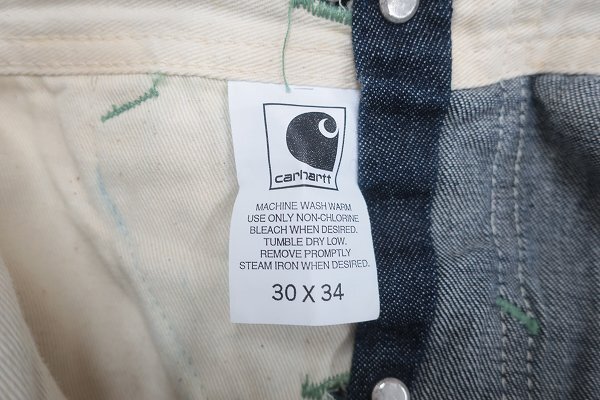 carhartt
MACHINE WASH WARM
USE ONLY NON-CHLORINE
BLEACH WHEN DESIRED.
TUMBLE DRY LOW.
REMOVE PROMPTLY
STEAM IRON WHEN DESIRED.
30 X 34